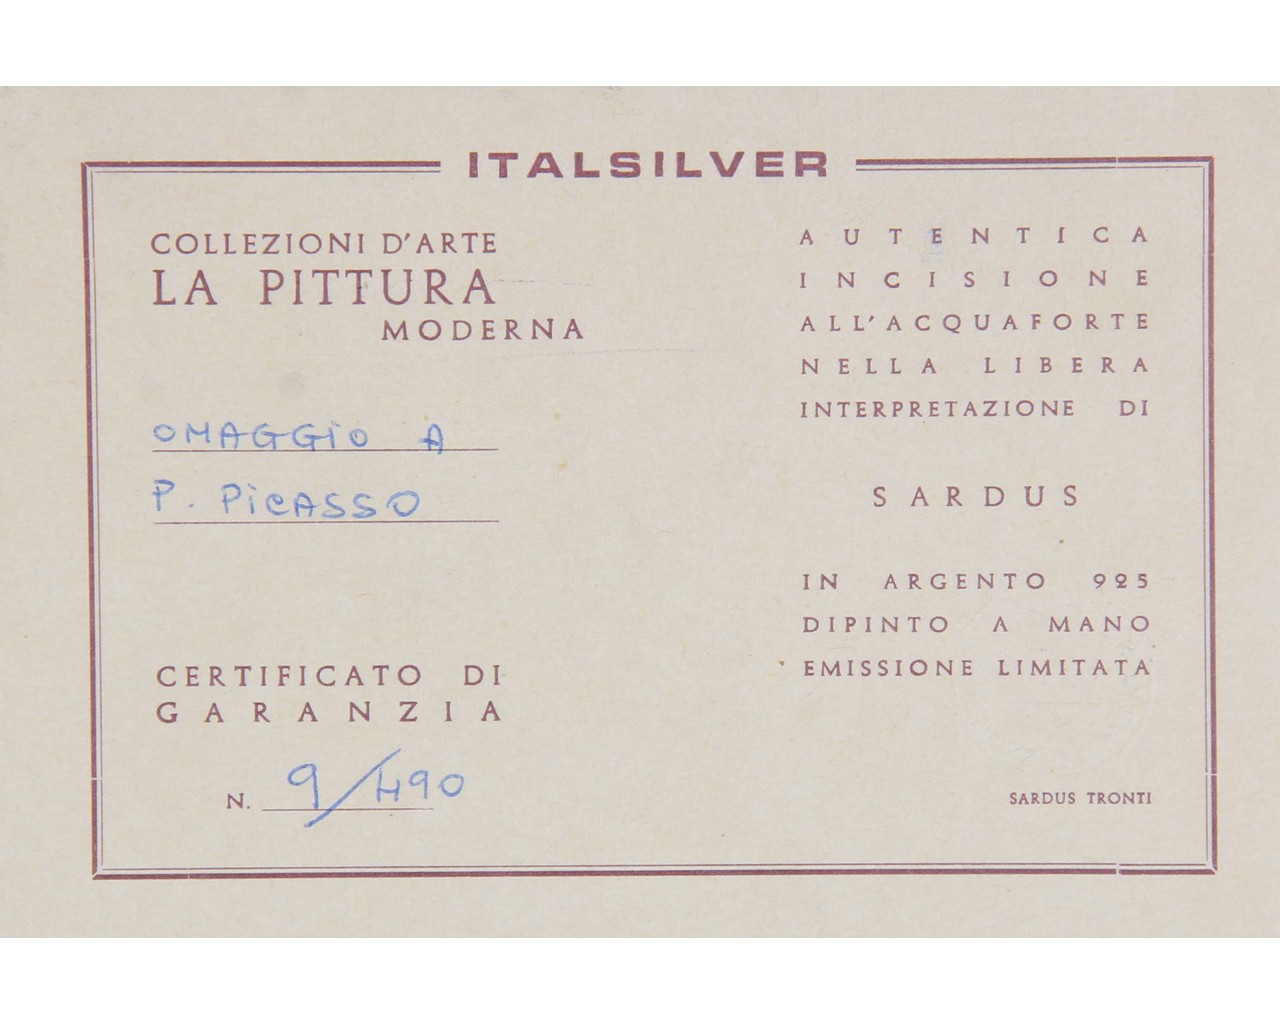 ITALSILVER
COLLEZIONI D'ARTE
LA PITTURA
MODERNA
OMAGGIO A
P. PICASSO
CERTIFICATO DI
GARANZIA
N. 9/490
AUTENTICA
INCISIONE
ALL'ACQUAFORTE
NELLA LIBERA
INTERPRETAZIONE DI
SARDUS
IN ARGENTO 925
DIPINTO A MANO
EMISSIONE LIMITATA
SARDUS TRONTI